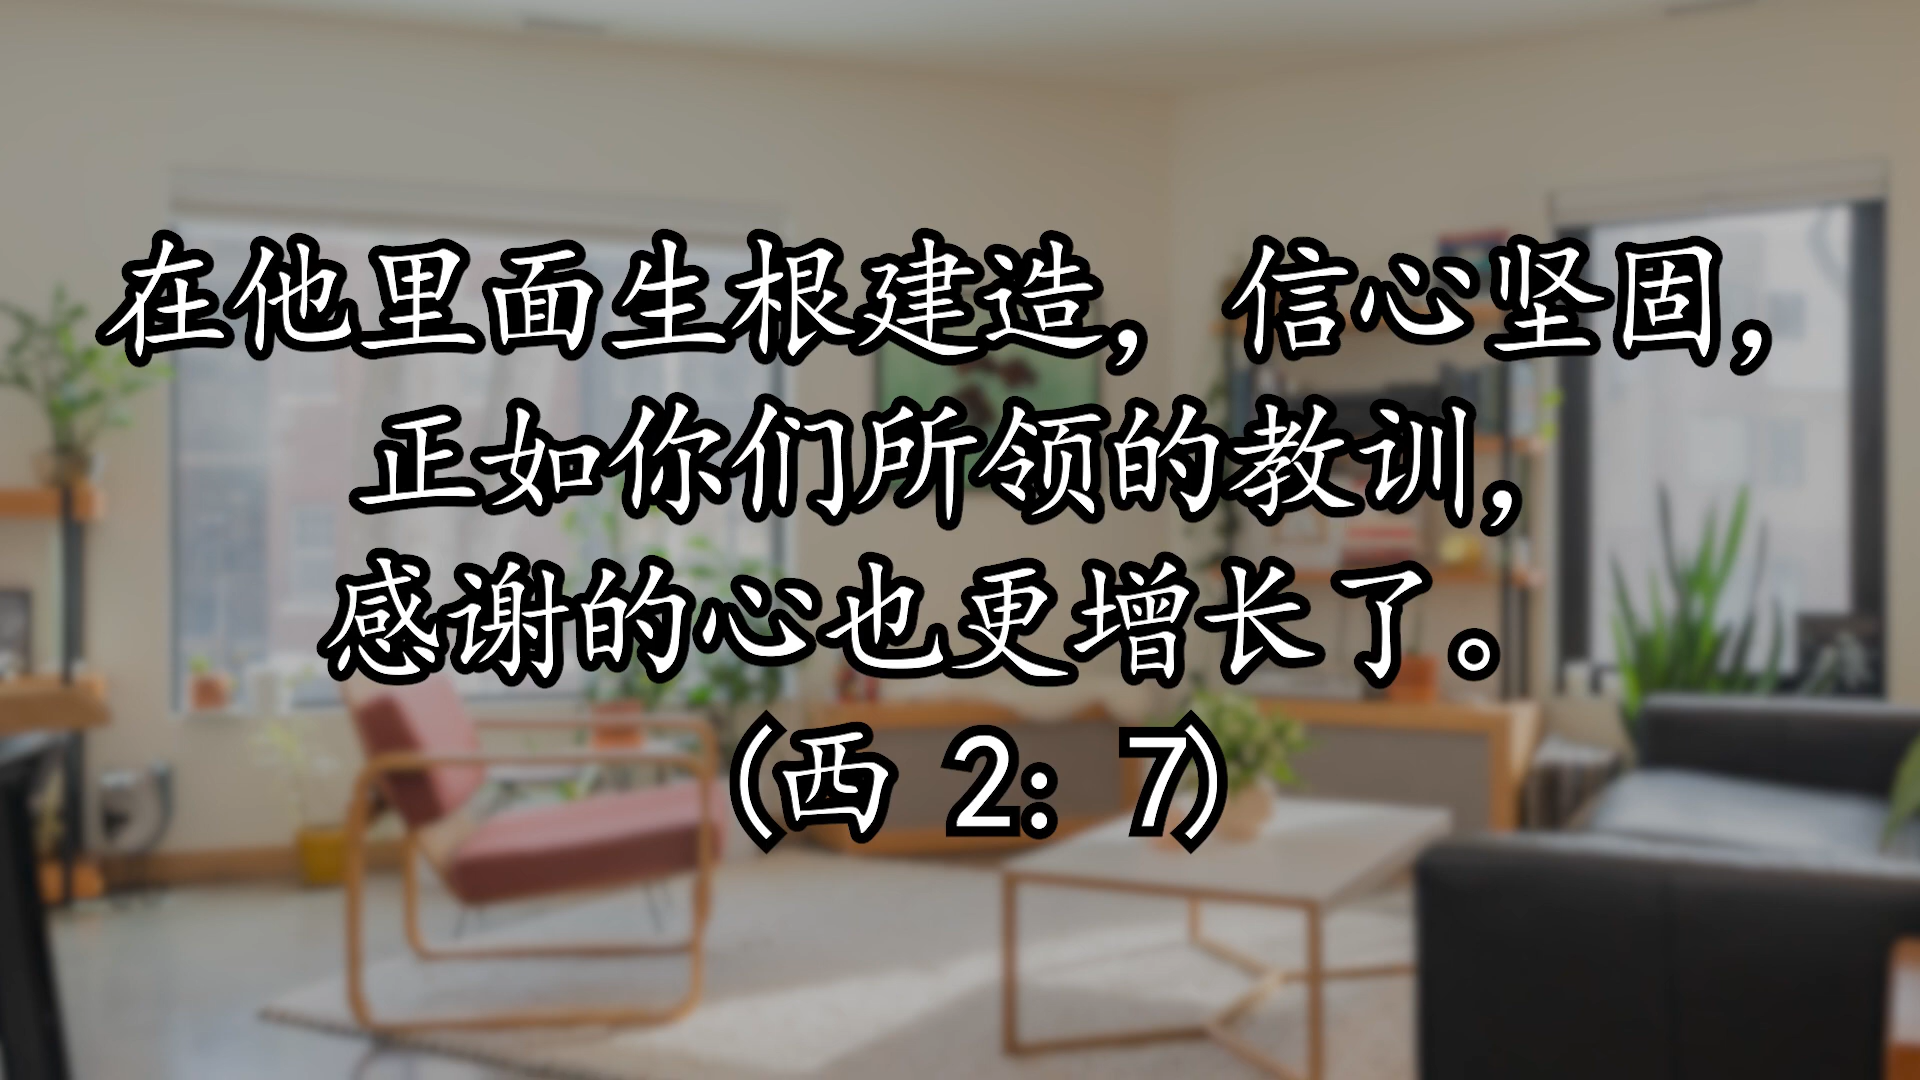 在他里面生根建造，信心坚固，
正如你们所领的教训，
感谢的心也更增长了。
(西 2：7)